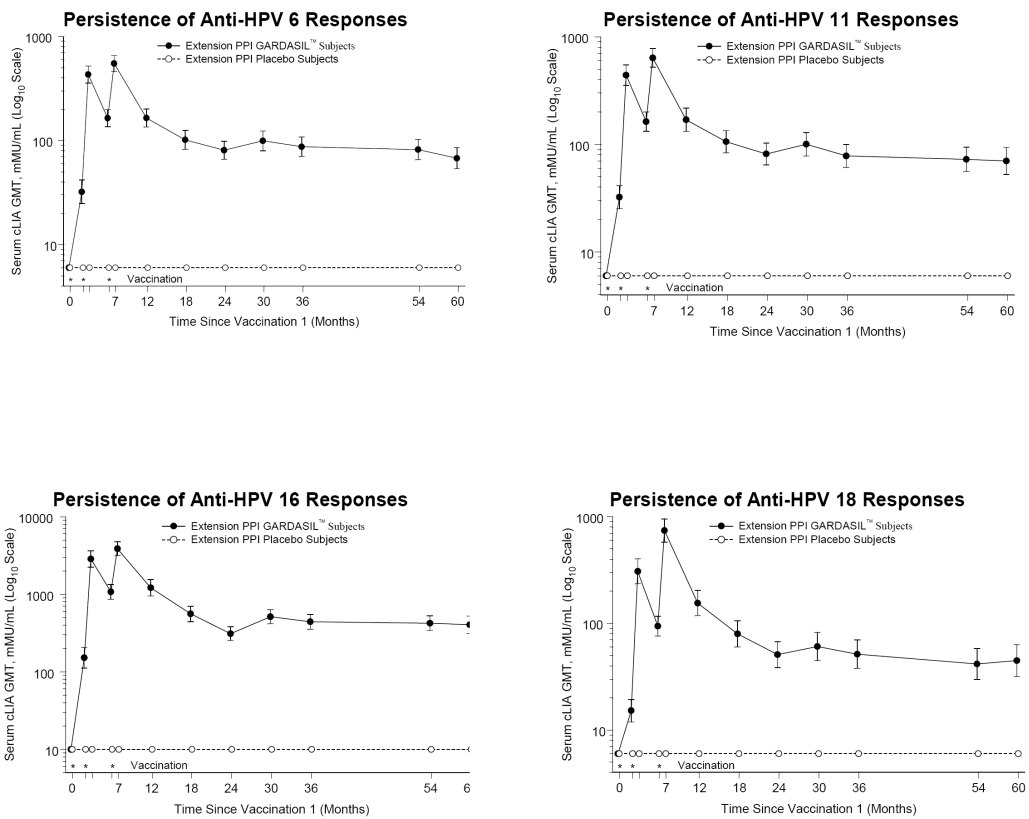 Persistence of Anti-HPV 6 Responses
1000
100
10
Serum cLIA GMT, mMU/mL (Log10 Scale)
Extension PPI GARDASIL™ Subjects
Extension PPI Placebo Subjects
* * * Vaccination
0 7 12 18 24 30 36 54 60
Time Since Vaccination 1 (Months)
Persistence of Anti-HPV 11 Responses
1000
100
10
Serum cLIA GMT, mMU/mL (Log10 Scale)
Extension PPI GARDASIL™ Subjects
Extension PPI Placebo Subjects
* * * Vaccination
0 7 12 18 24 30 36 54 60
Time Since Vaccination 1 (Months)
Persistence of Anti-HPV 16 Responses
10000
1000
100
10
Serum cLIA GMT, mMU/mL (Log10 Scale)
Extension PPI GARDASIL™ Subjects
Extension PPI Placebo Subjects
* * * Vaccination
0 7 12 18 24 30 36 54 6
Time Since Vaccination 1 (Months)
Persistence of Anti-HPV 18 Responses
1000
100
10
Serum cLIA GMT, mMU/mL (Log10 Scale)
Extension PPI GARDASIL™ Subjects
Extension PPI Placebo Subjects
* * * Vaccination
0 7 12 18 24 30 36 54 60
Time Since Vaccination 1 (Months)